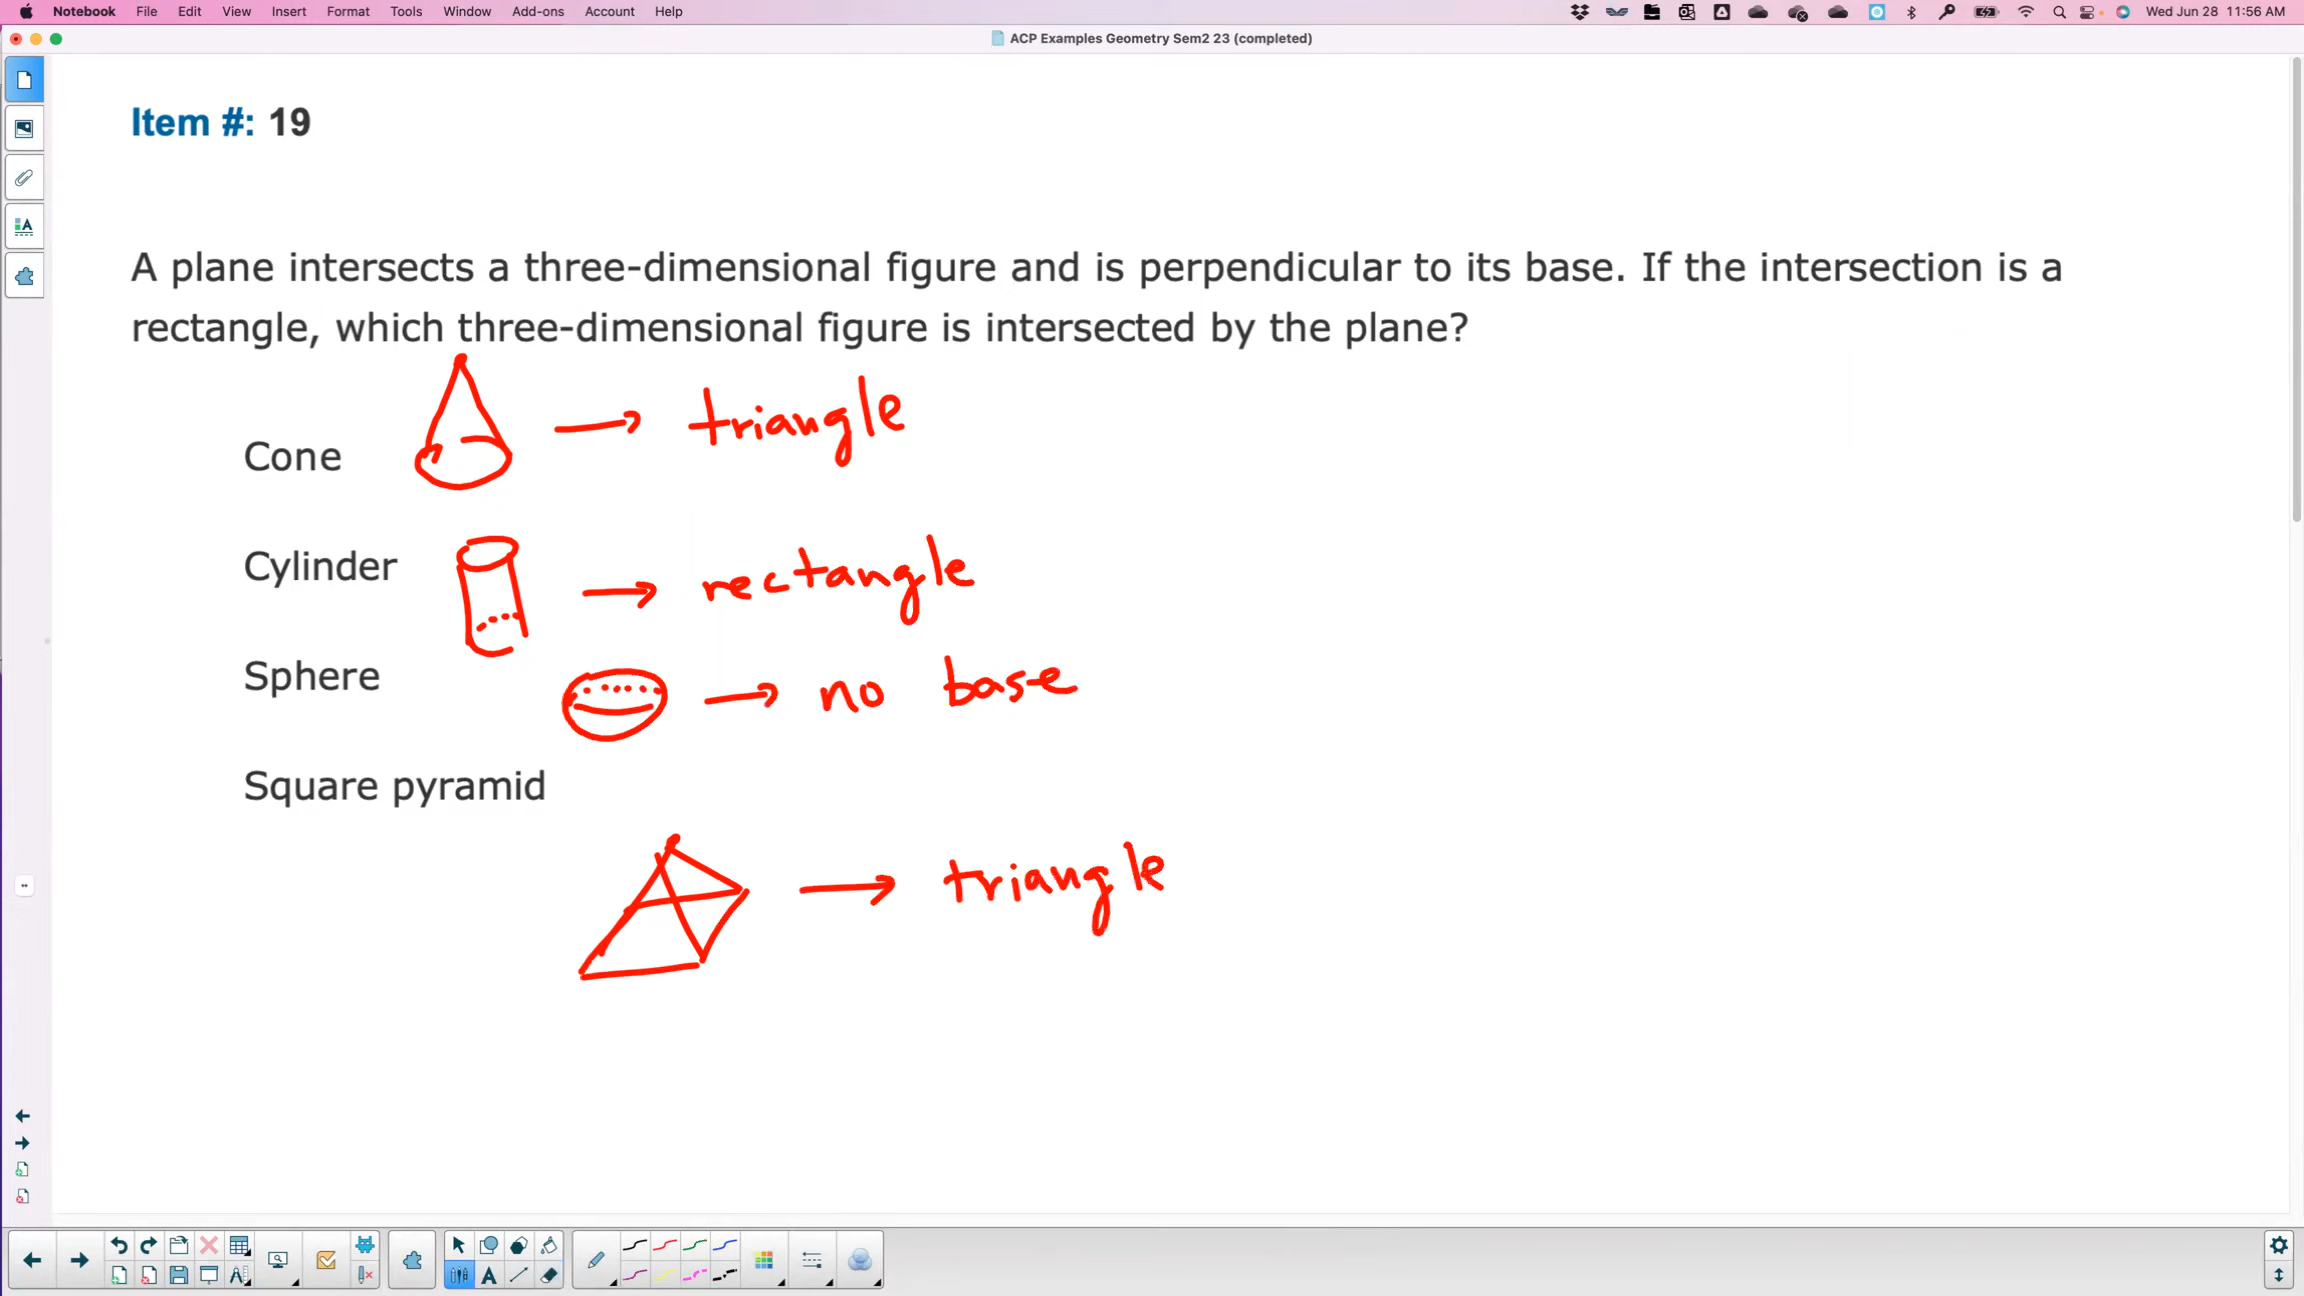 Notebook File Edit View Insert Format Tools Window Add-ons Account Help Wed Jun 28 11:56 AM
ACP Examples Geometry Sem2 23 (completed)
Item #: 19
A plane intersects a three-dimensional figure and is perpendicular to its base. If the intersection is a
rectangle, which three-dimensional figure is intersected by the plane?
Cone → triangle
Cylinder → rectangle
Sphere → no base
Square pyramid
→ triangle